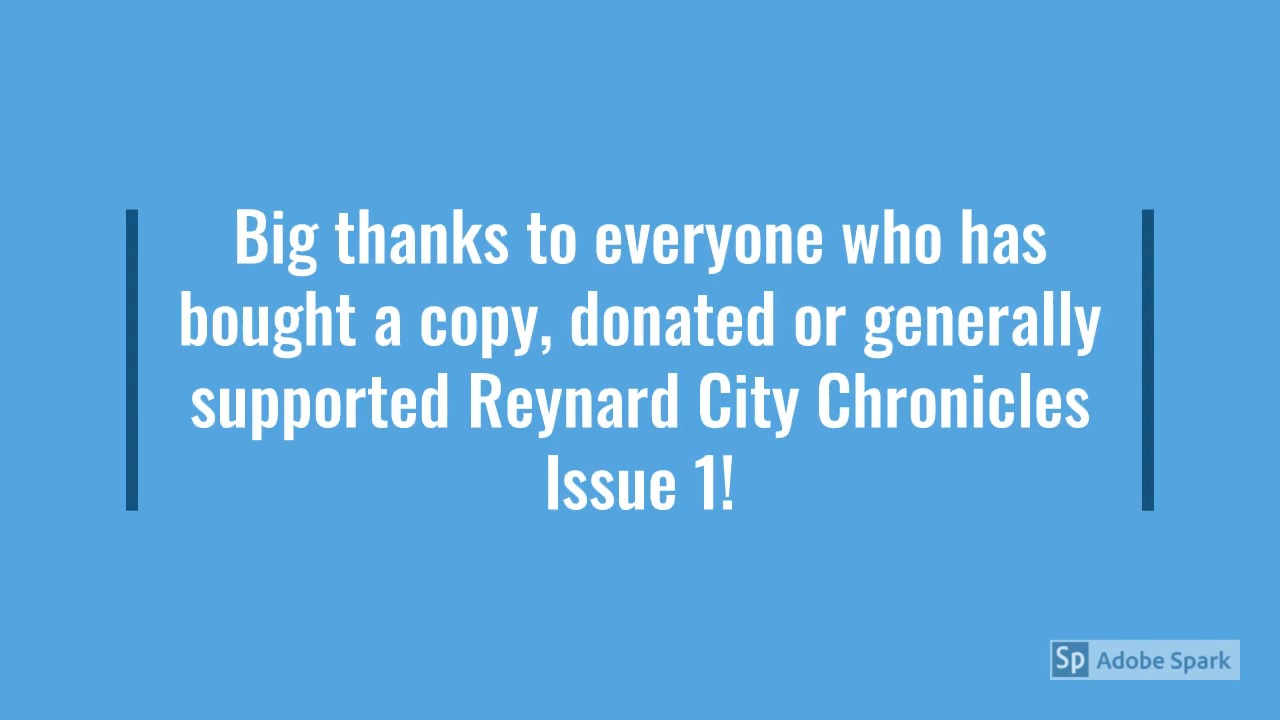 Big thanks to everyone who has
bought a copy, donated or generally
supported Reynard City Chronicles
Issue 1!
Sp Adobe Spark